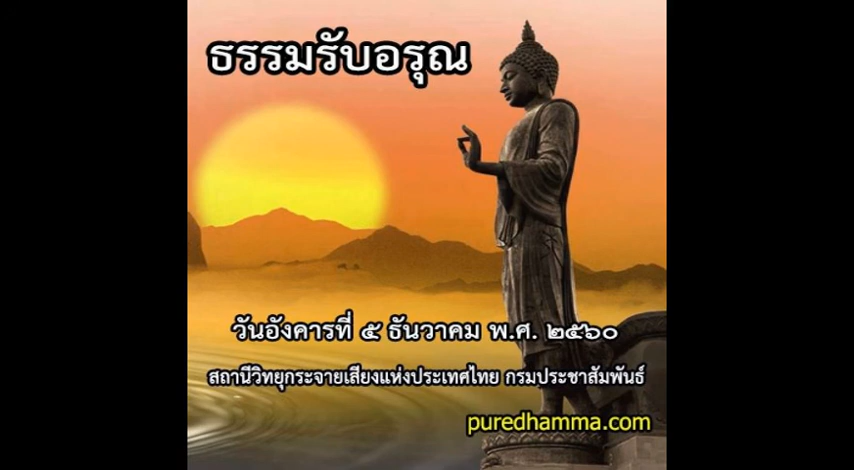 ธรรมรับอรุณ
วันอังคารที่ ๕ ธันวาคม พ.ศ. ๒๕๖๐
สถานีวิทยุกระจายเสียงแห่งประเทศไทย กรมประชาสัมพันธ์
puredhamma.com